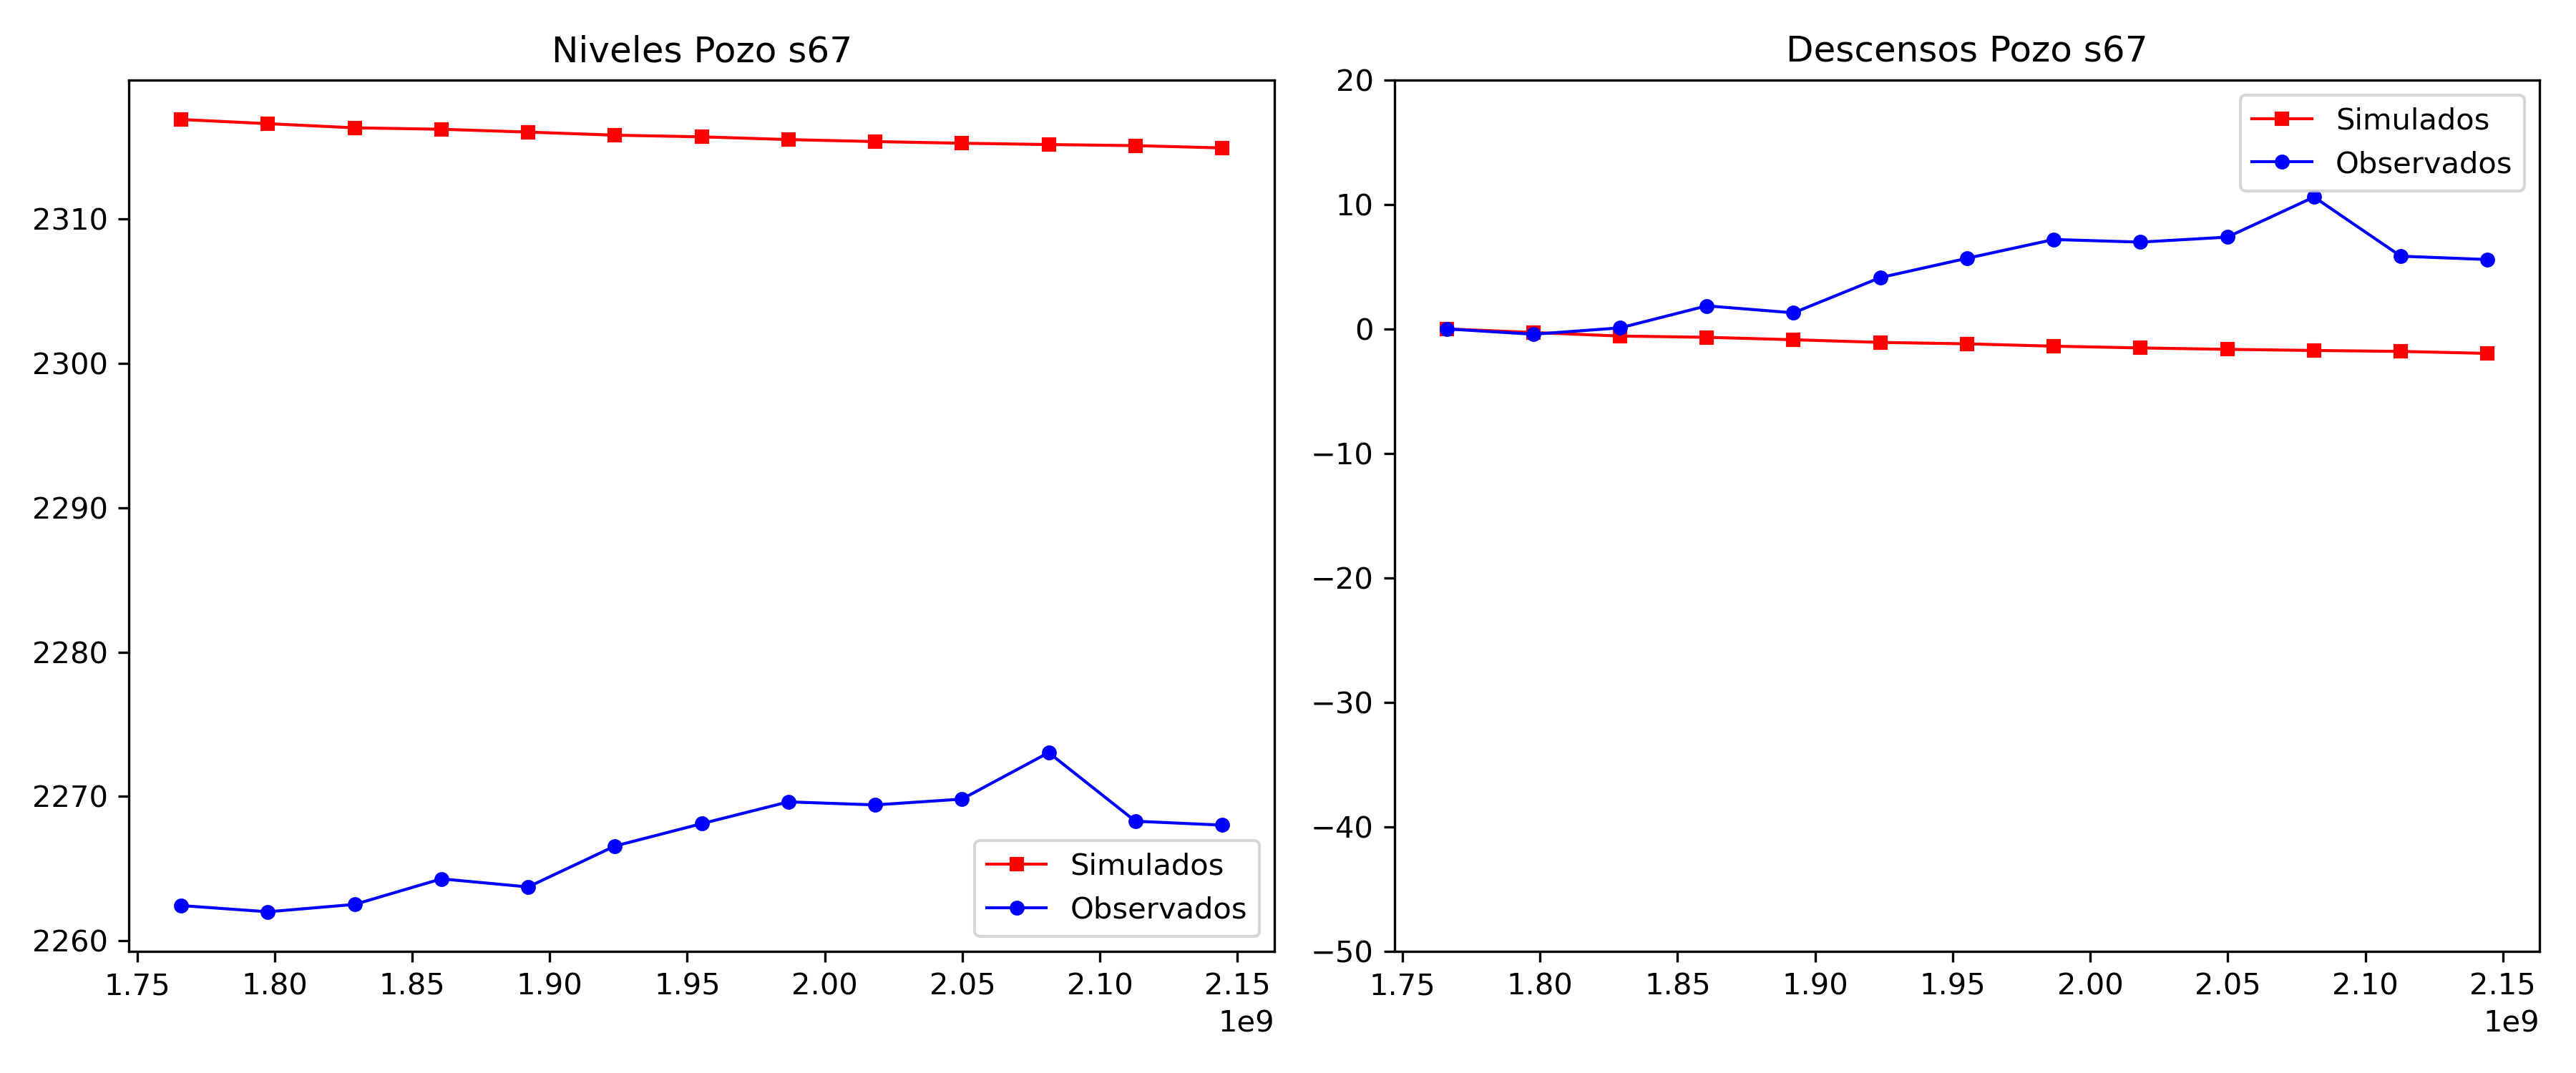 Niveles Pozo s67
2310
2300
2290
2280
2270
2260
1.75 1.80 1.85 1.90 1.95 2.00 2.05 2.10 2.15
1e9
Simulados
Observados
Descensos Pozo s67
20
10
0
−10
−20
−30
−40
−50
1.75 1.80 1.85 1.90 1.95 2.00 2.05 2.10 2.15
1e9
Simulados
Observados